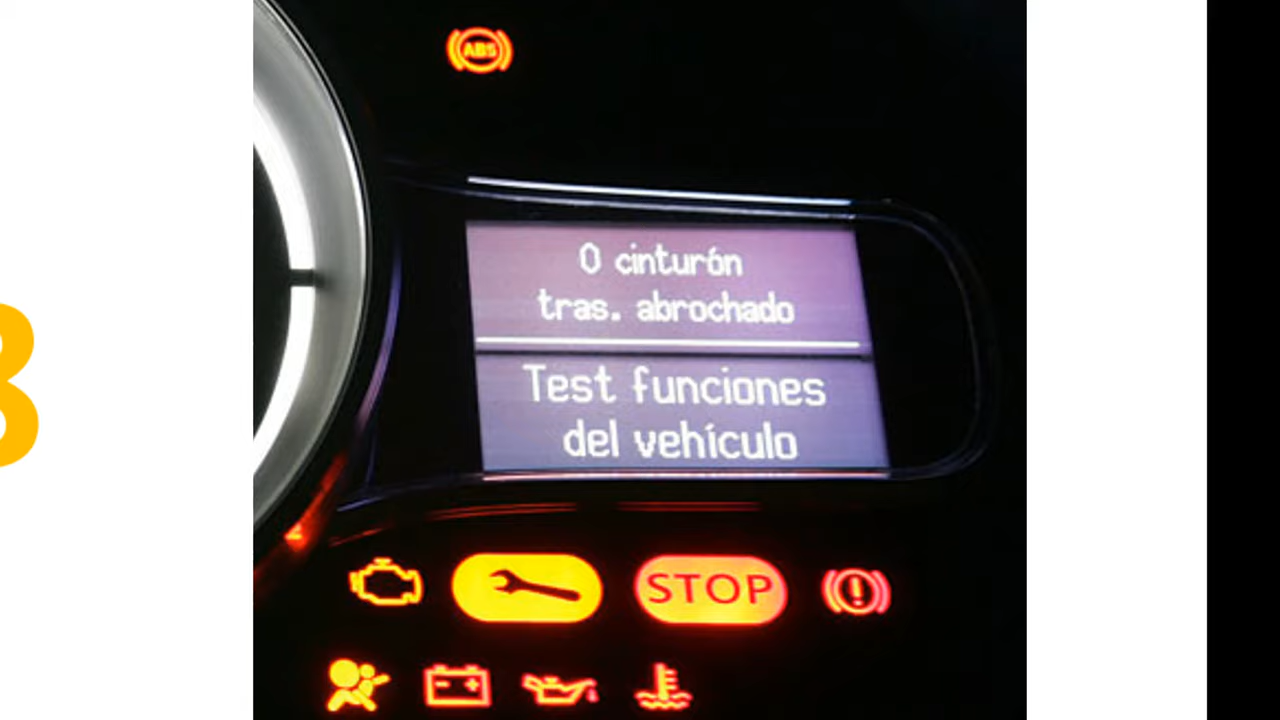 ABS
0 cinturón
tras. abrochado
Test funciones
del vehículo
STOP